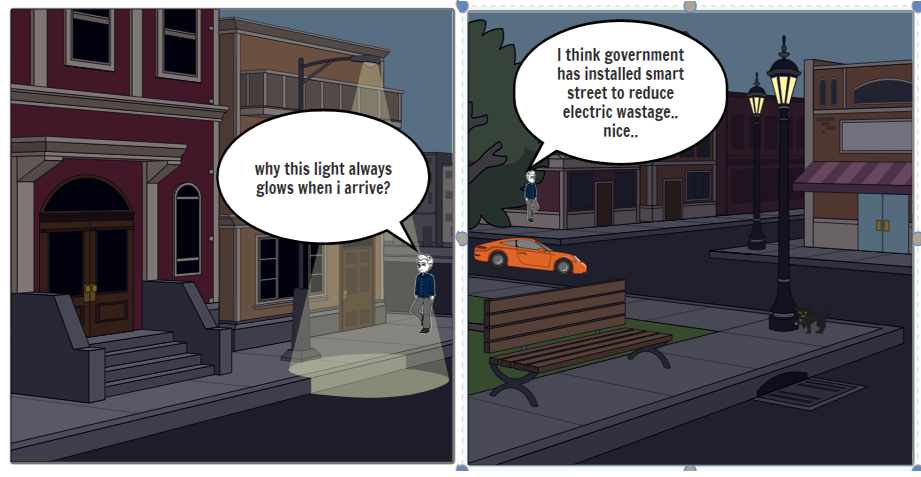 why this light always
glows when i arrive?
I think government
has installed smart
street to reduce
electric wastage..
nice..